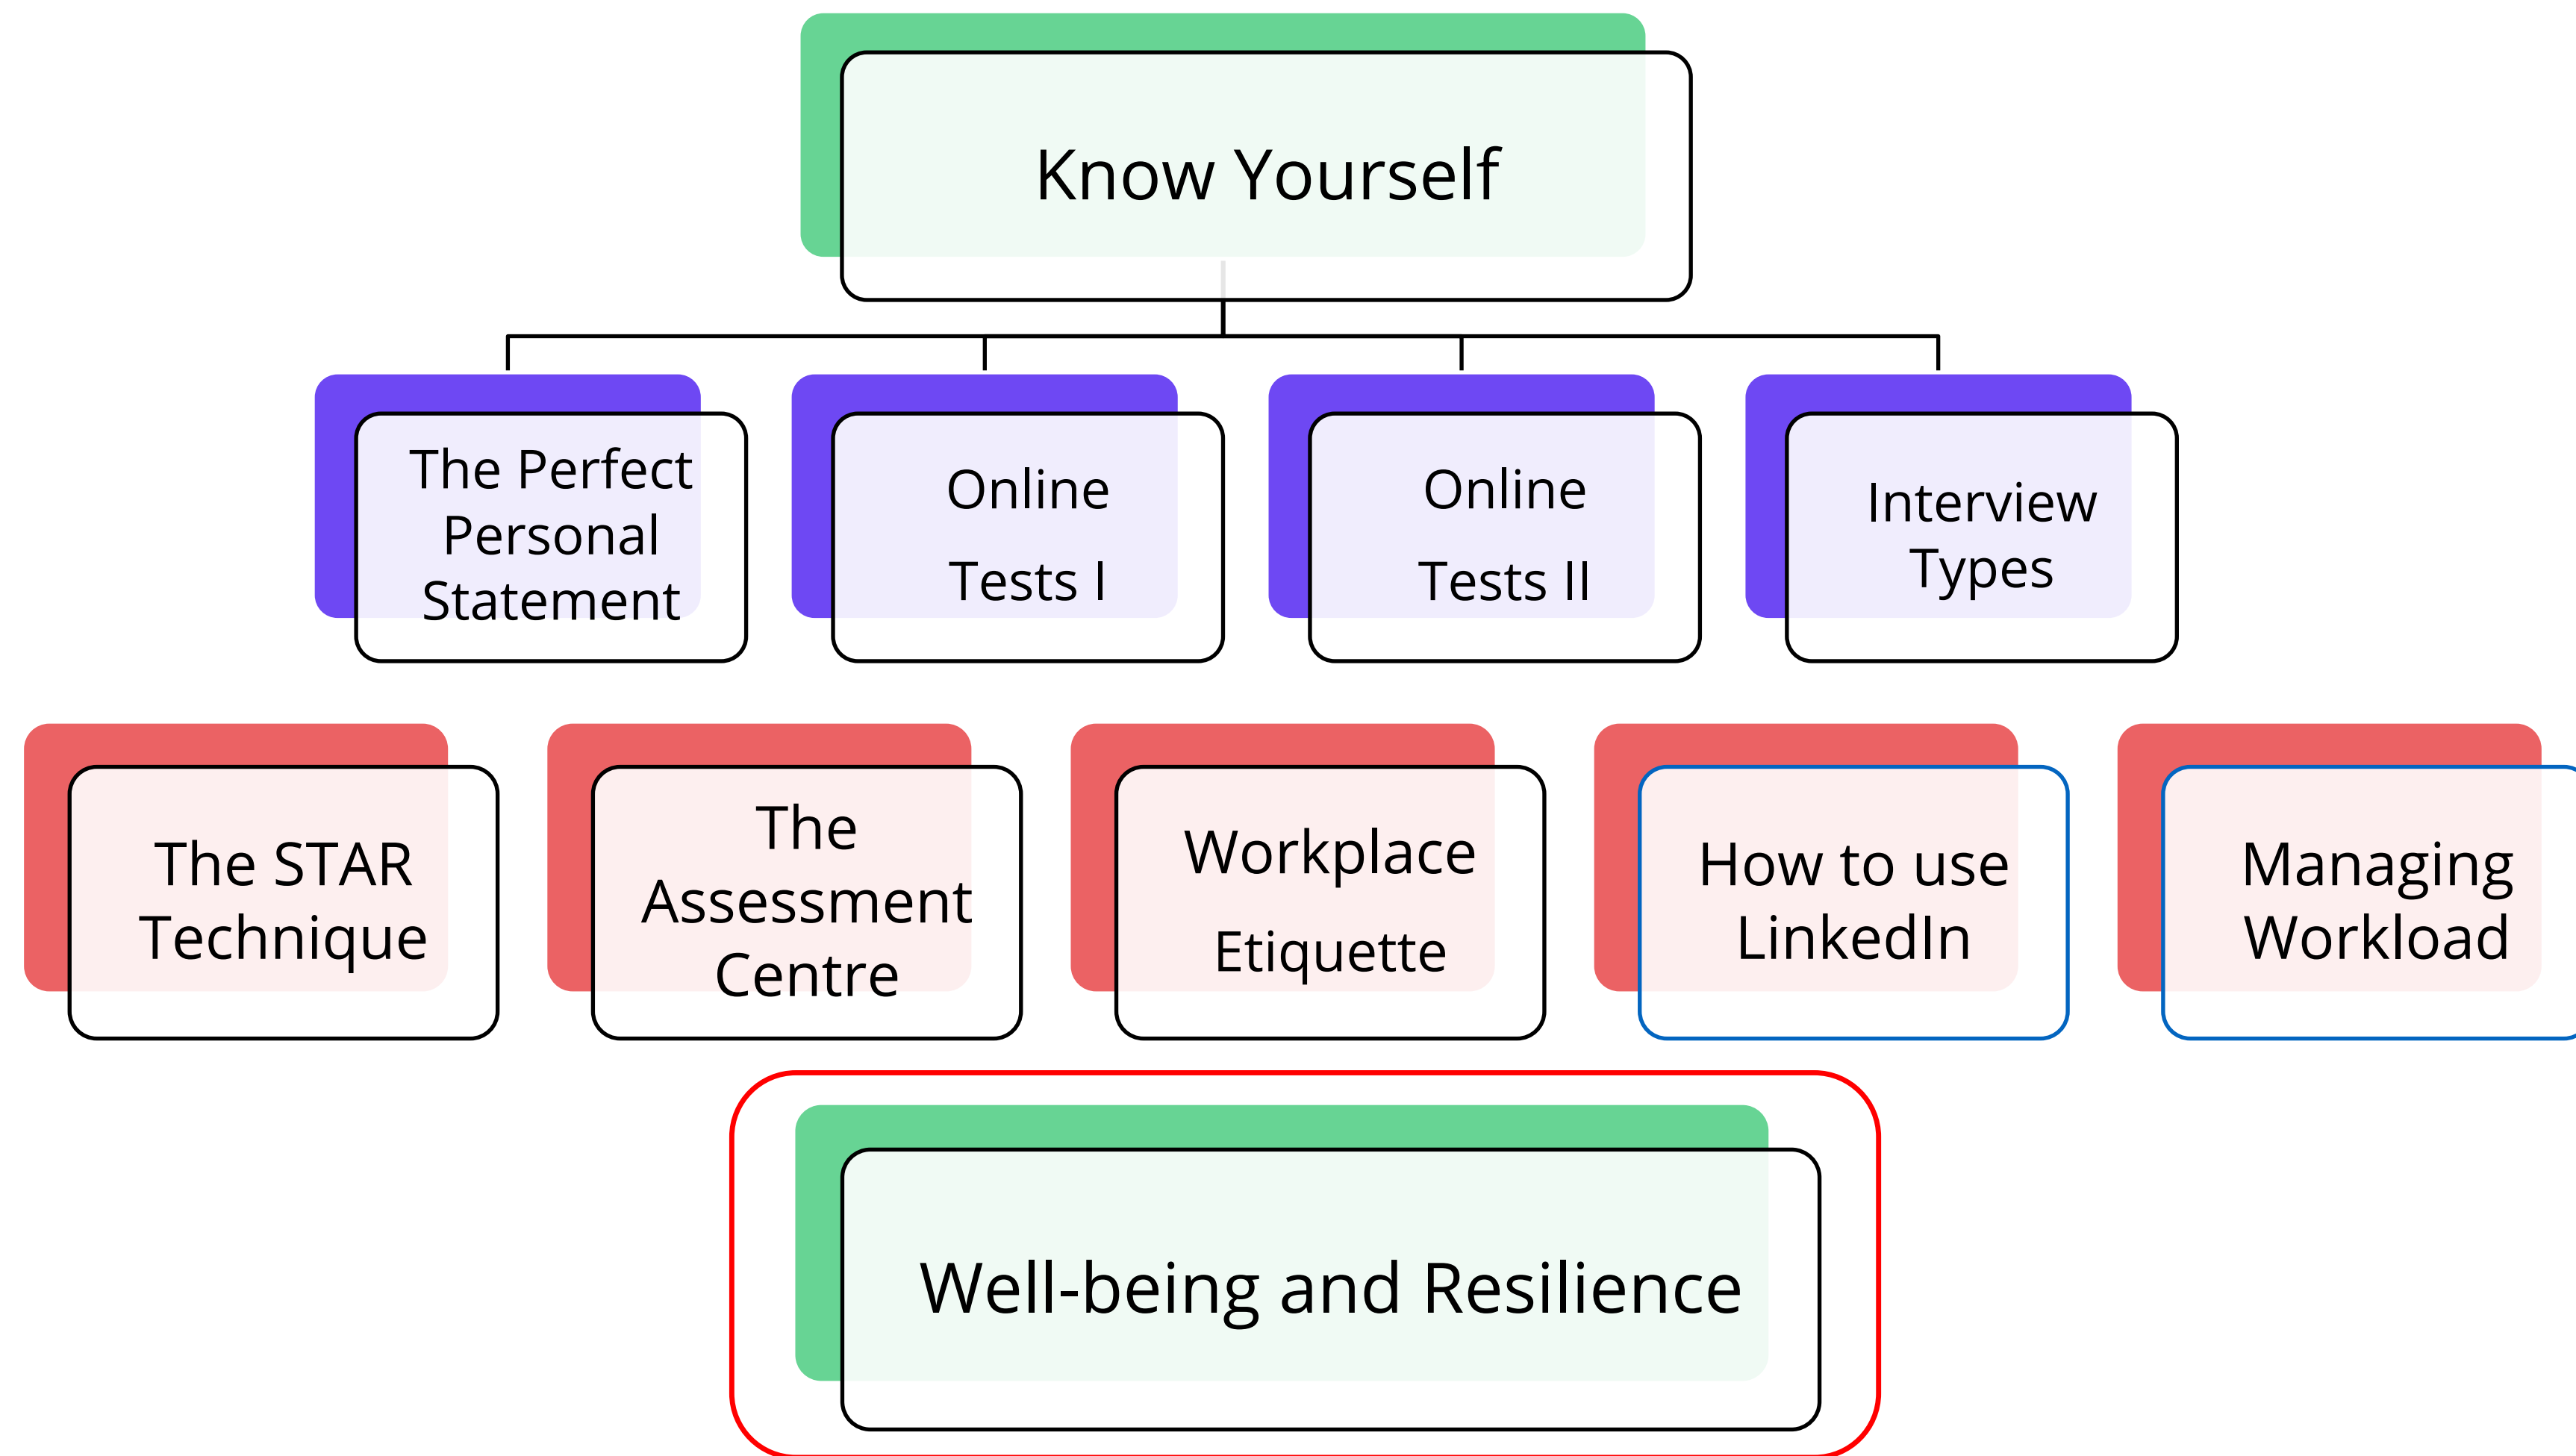 Know Yourself
The Perfect
Personal
Statement
Online
Tests I
Online
Tests II
Interview
Types
The STAR
Technique
The
Assessment
Centre
Workplace
Etiquette
How to use
LinkedIn
Managing
Workload
Well-being and Resilience